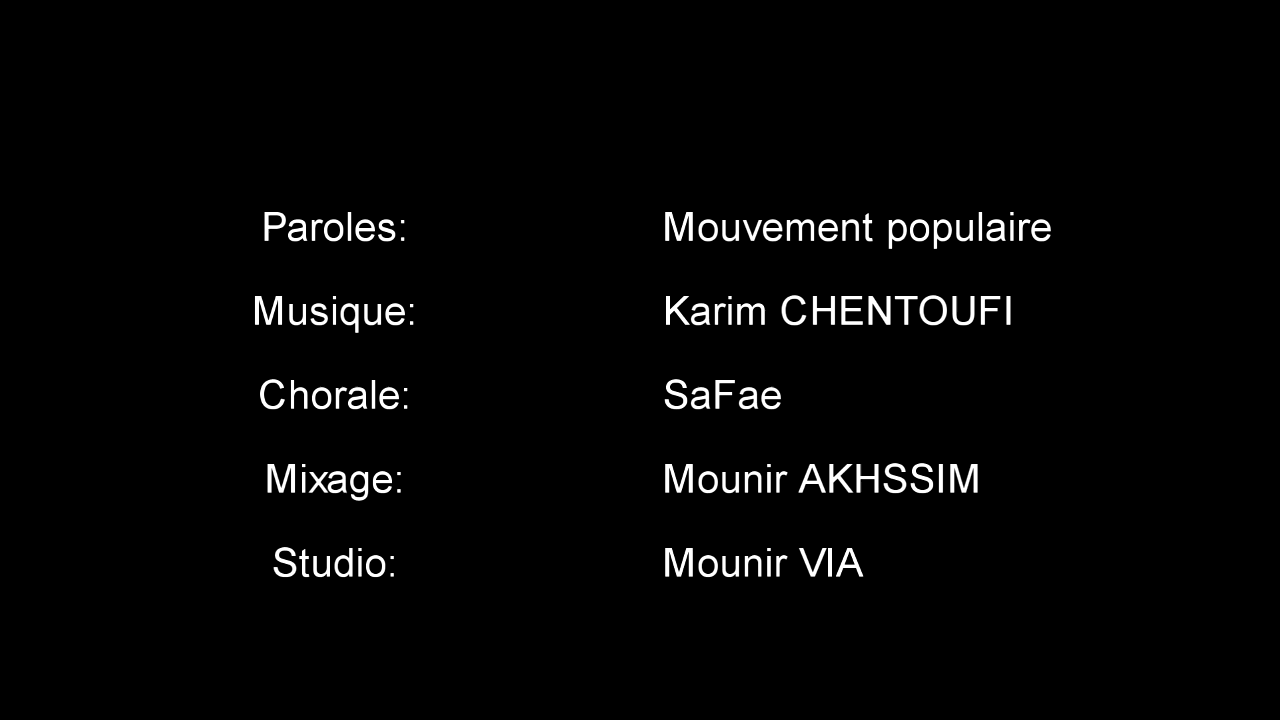 Paroles: Mouvement populaire
Musique: Karim CHENTOUFI
Chorale: SaFae
Mixage: Mounir AKHSSIM
Studio: Mounir VIA